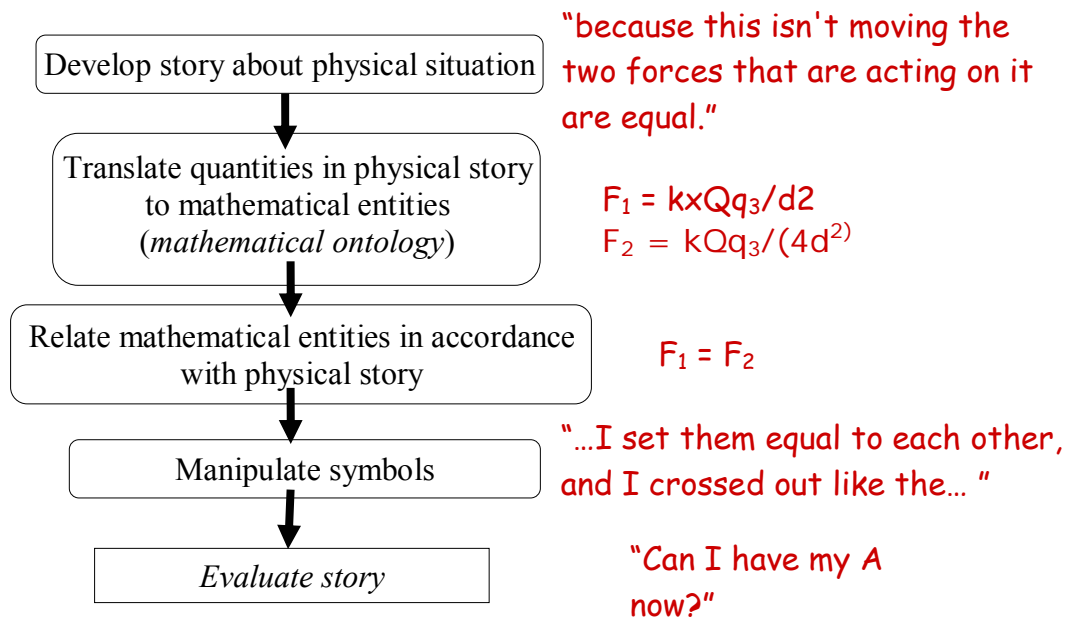 “because this isn't moving the
two forces that are acting on it
are equal.”
Develop story about physical situation
Translate quantities in physical story
to mathematical entities
(mathematical ontology)
F₁ = kxQq₃/d2
F₂ = kQq₃/(4d²⁾
Relate mathematical entities in accordance
with physical story
F₁ = F₂
“…I set them equal to each other,
and I crossed out like the… ”
Manipulate symbols
Evaluate story
“Can I have my A
now?”